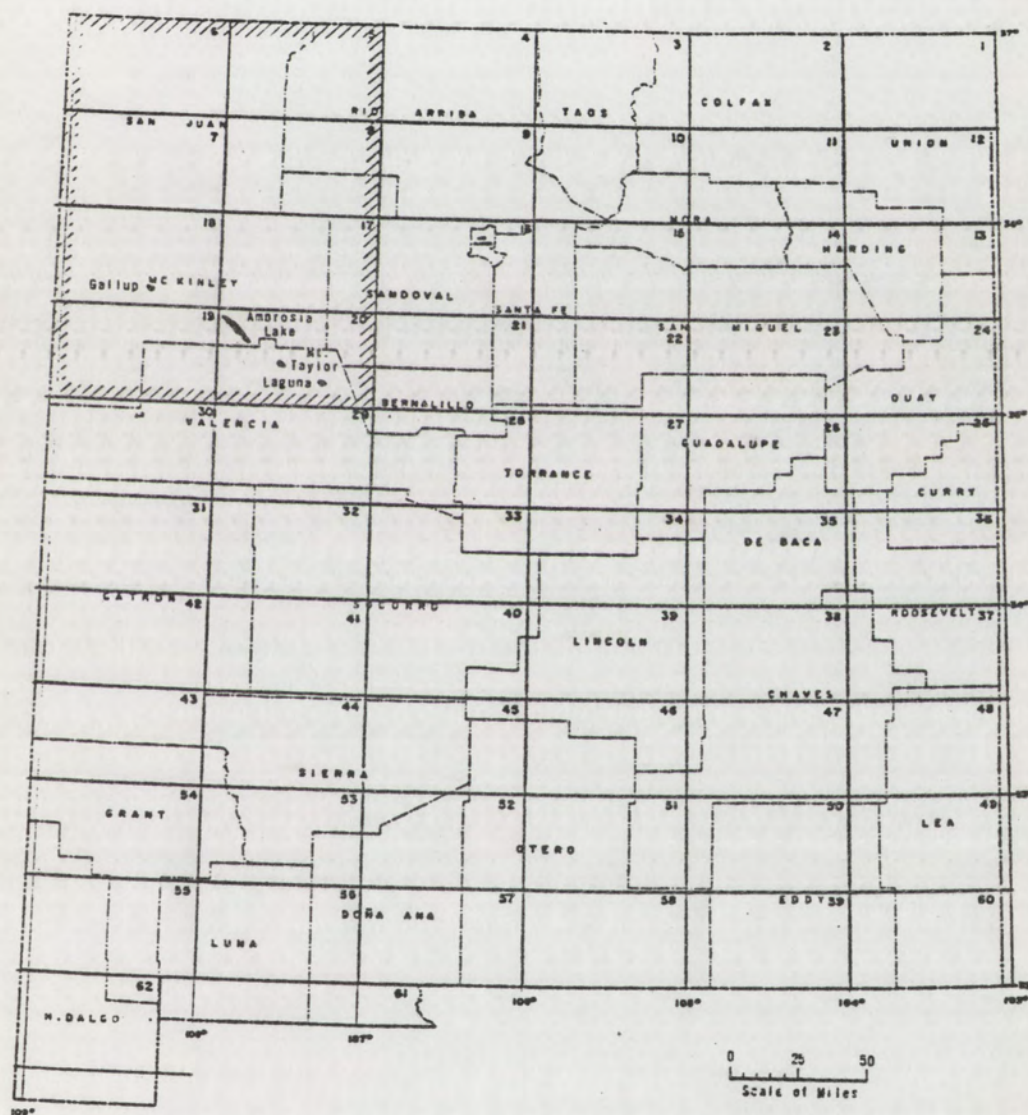 6 5 4 3 2 1 37°
SAN JUAN RIO ARRIBA TAOS COLFAX
7 8 9 10 11 12
UNION
MORA
18 17 16 15 14 13
HARDING
Gallup MC KINLEY
SANDOVAL
SANTA FE
19 Ambrosia 20 21 SAN MIGUEL 22 23 24
Lake
MT.
Taylor
Laguna
BERNALILLO QUAY
30 29 28 27 26 25
VALENCIA
GUADALUPE
TORRANCE
CURRY
31 32 33 34 35 36
DE BACA
CATRON 42 SOCORRO 41 40 39 38 ROOSEVELT 37
LINCOLN
CHAVES
43 44 45 46 47 48
SIERRA
54 53 52 51 50 49
GRANT
LEA
OTERO
55 56 57 58 EDDY 59 60
DOÑA ANA
LUNA
62 61
HIDALGO
108° 107° 106° 105° 104° 103°
109°
0 25 50
Scale of Miles